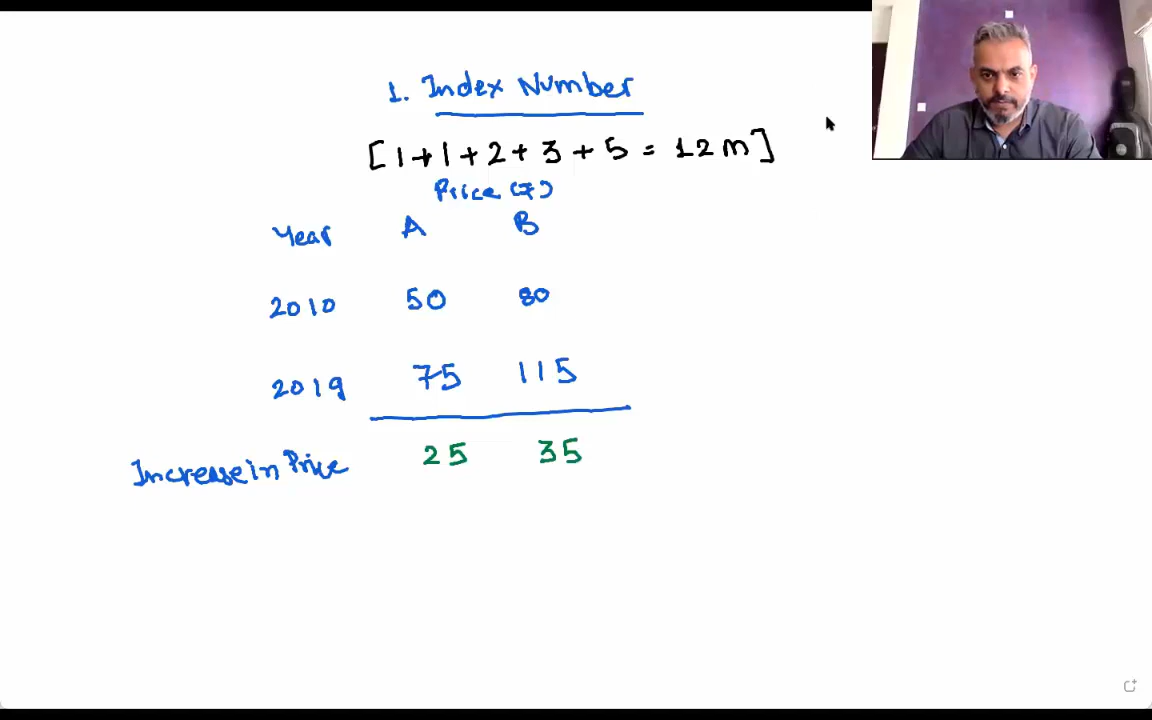 1. Index Number
[1+1+2+3+5=12m]
Price (₹)
Year A B
2010 50 80
2019 75 115
Increase in Price 25 35